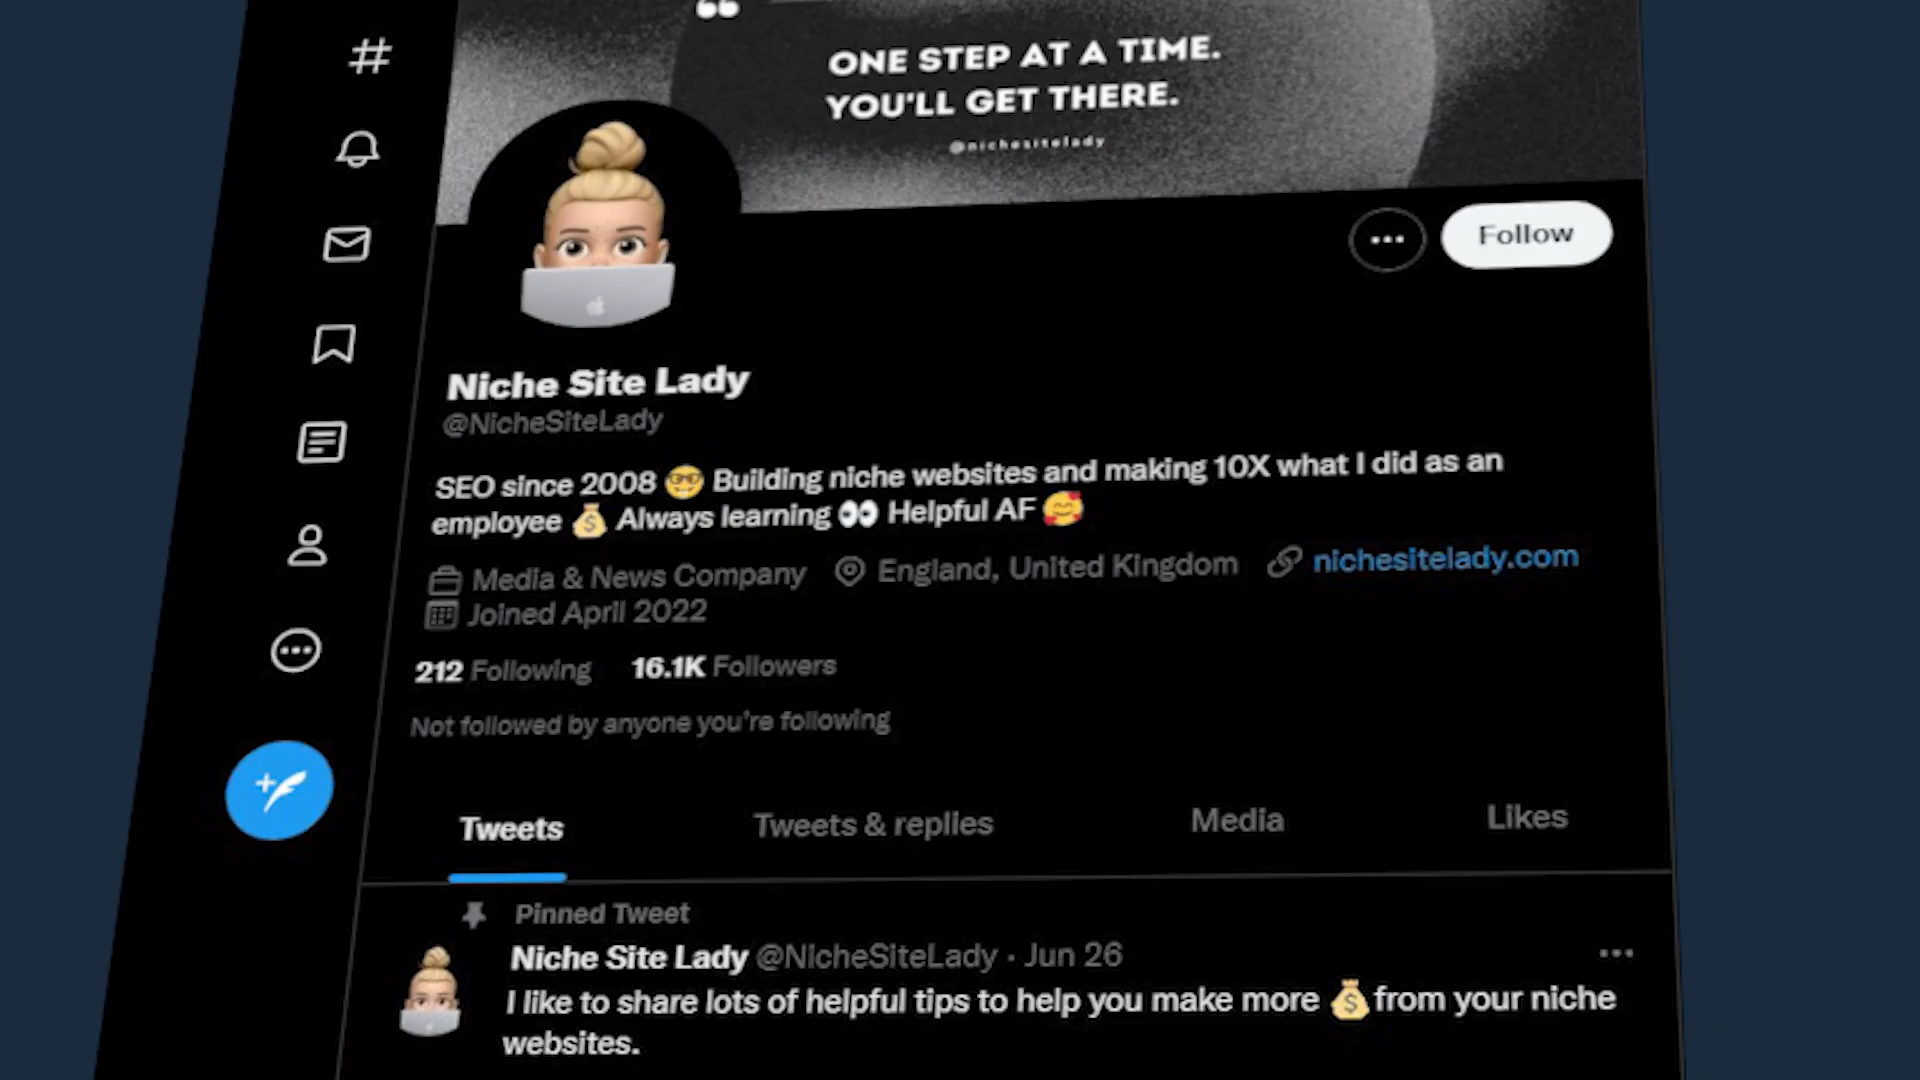 ONE STEP AT A TIME.
YOU'LL GET THERE.
@nichesitelady
Follow
Niche Site Lady
@NicheSiteLady
SEO since 2008 🤓 Building niche websites and making 10X what I did as an
employee 💰 Always learning 👀 Helpful AF 🥰
Media & News Company England, United Kingdom nichesitelady.com
Joined April 2022
212 Following 16.1K Followers
Not followed by anyone you're following
Tweets Tweets & replies Media Likes
Pinned Tweet
Niche Site Lady @NicheSiteLady · Jun 26
I like to share lots of helpful tips to help you make more 💰from your niche
websites.